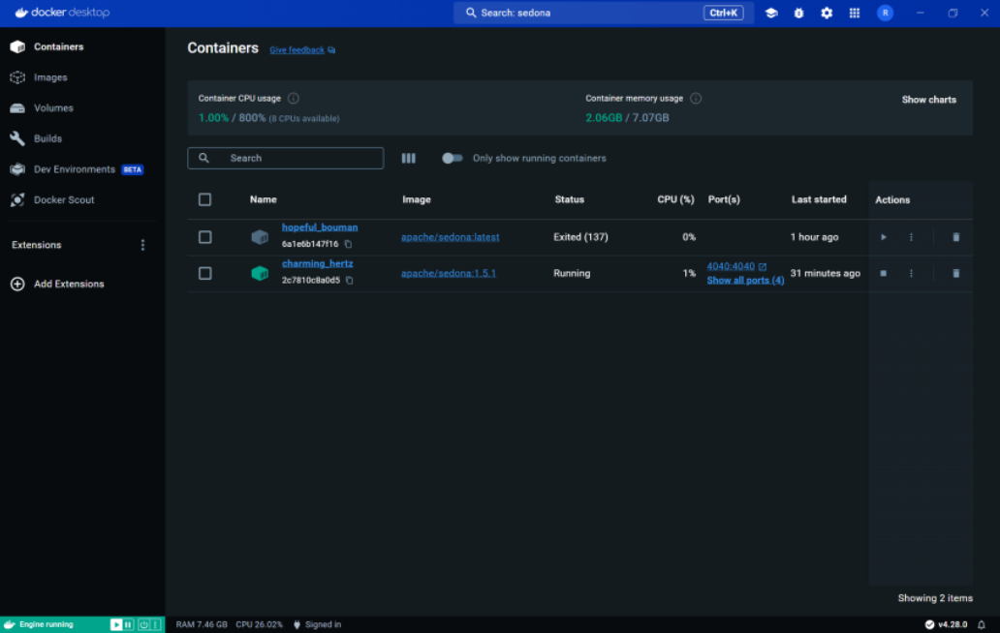 docker desktop
Search: sedona
Ctrl+K
R
Containers
Images
Volumes
Builds
Dev Environments BETA
Docker Scout
Extensions
Add Extensions
Containers Give feedback
Container CPU usage
1.00% / 800% (8 CPUs available)
Container memory usage
2.06GB / 7.07GB
Show charts
Search
Only show running containers
Name Image Status CPU (%) Port(s) Last started Actions
hopeful_bouman
6a1e6b147f16
apache/sedona:latest Exited (137) 0% 1 hour ago
charming_hertz
2c7810c8a0d5
apache/sedona:1.5.1 Running 1%
4040:4040
Show all ports (4)
31 minutes ago
Showing 2 items
Engine running
RAM 7.46 GB CPU 26.02% Signed in
v4.28.0